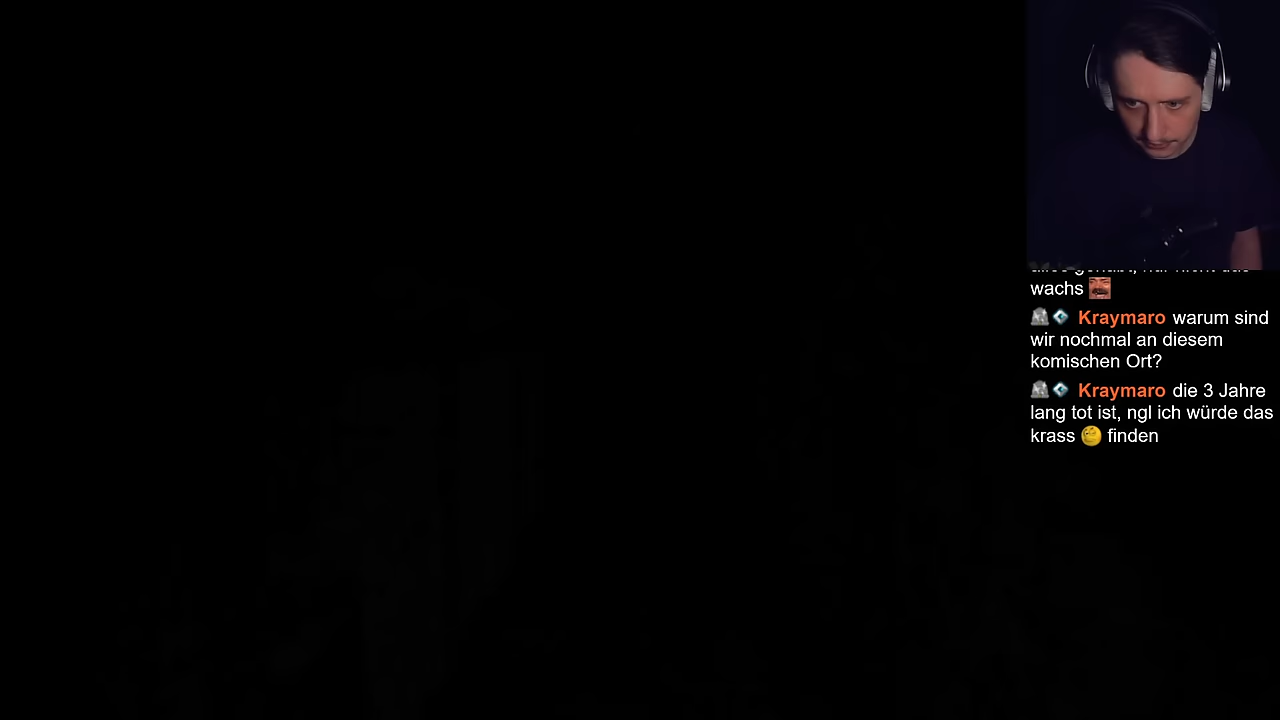 wachs
Kraymaro warum sind
wir nochmal an diesem
komischen Ort?
Kraymaro die 3 Jahre
lang tot ist, ngl ich würde das
krass finden